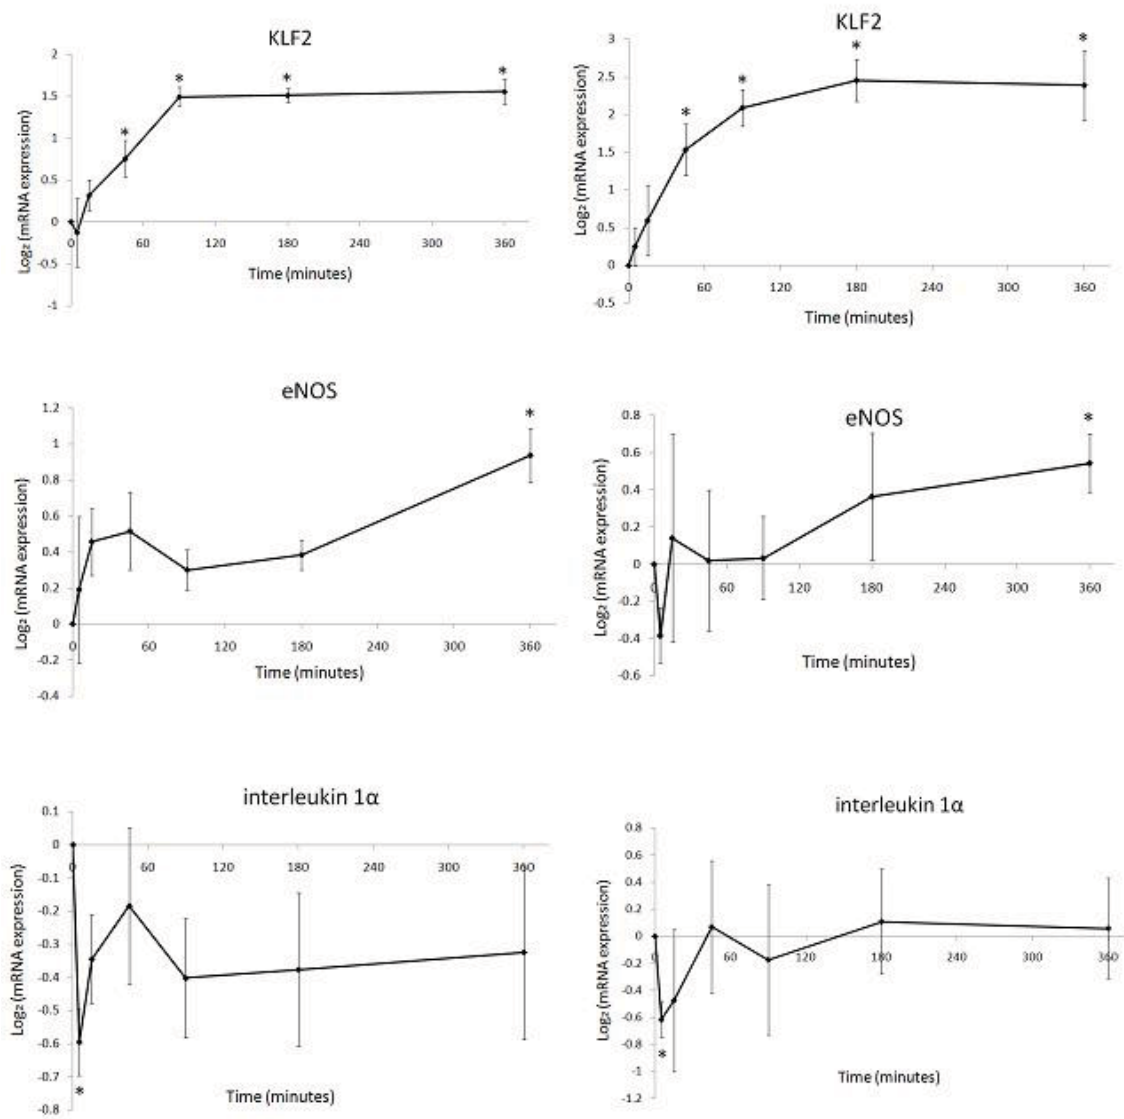 KLF2
2
1.5
1
0.5
0
-0.5
-1
0 60 120 180 240 300 360
Log₂ (mRNA expression)
Time (minutes)
* * * *
KLF2
3
2.5
2
1.5
1
0.5
0
-0.5
0 60 120 180 240 300 360
Log₂ (mRNA expression)
Time (minutes)
* * * *
eNOS
1.2
1
0.8
0.6
0.4
0.2
0
-0.2
-0.4
0 60 120 180 240 300 360
Log₂ (mRNA expression)
Time (minutes)
*
eNOS
0.8
0.6
0.4
0.2
0
-0.2
-0.4
-0.6
0 60 120 180 240 300 360
Log₂ (mRNA expression)
Time (minutes)
*
interleukin 1α
0.1
0
-0.1
-0.2
-0.3
-0.4
-0.5
-0.6
-0.7
-0.8
0 60 120 180 240 300 360
Log₂ (mRNA expression)
Time (minutes)
*
interleukin 1α
0.8
0.6
0.4
0.2
0
-0.2
-0.4
-0.6
-0.8
-1
-1.2
0 60 120 180 240 300 360
Log₂ (mRNA expression)
Time (minutes)
*